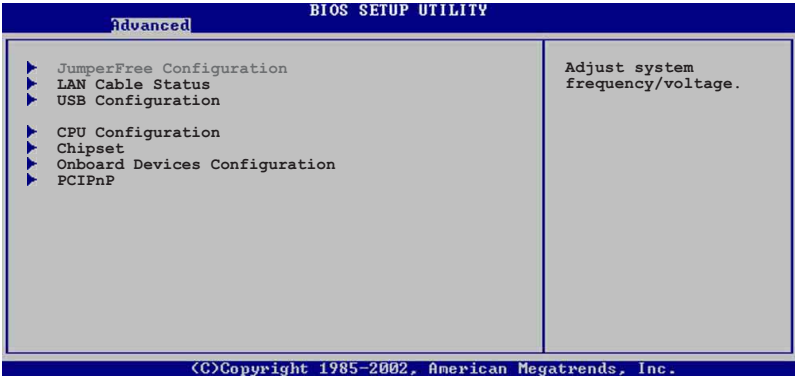 BIOS SETUP UTILITY
Advanced
JumperFree Configuration
LAN Cable Status
USB Configuration
CPU Configuration
Chipset
Onboard Devices Configuration
PCIPnP
Adjust system
frequency/voltage.
(C)Copyright 1985-2002, American Megatrends, Inc.